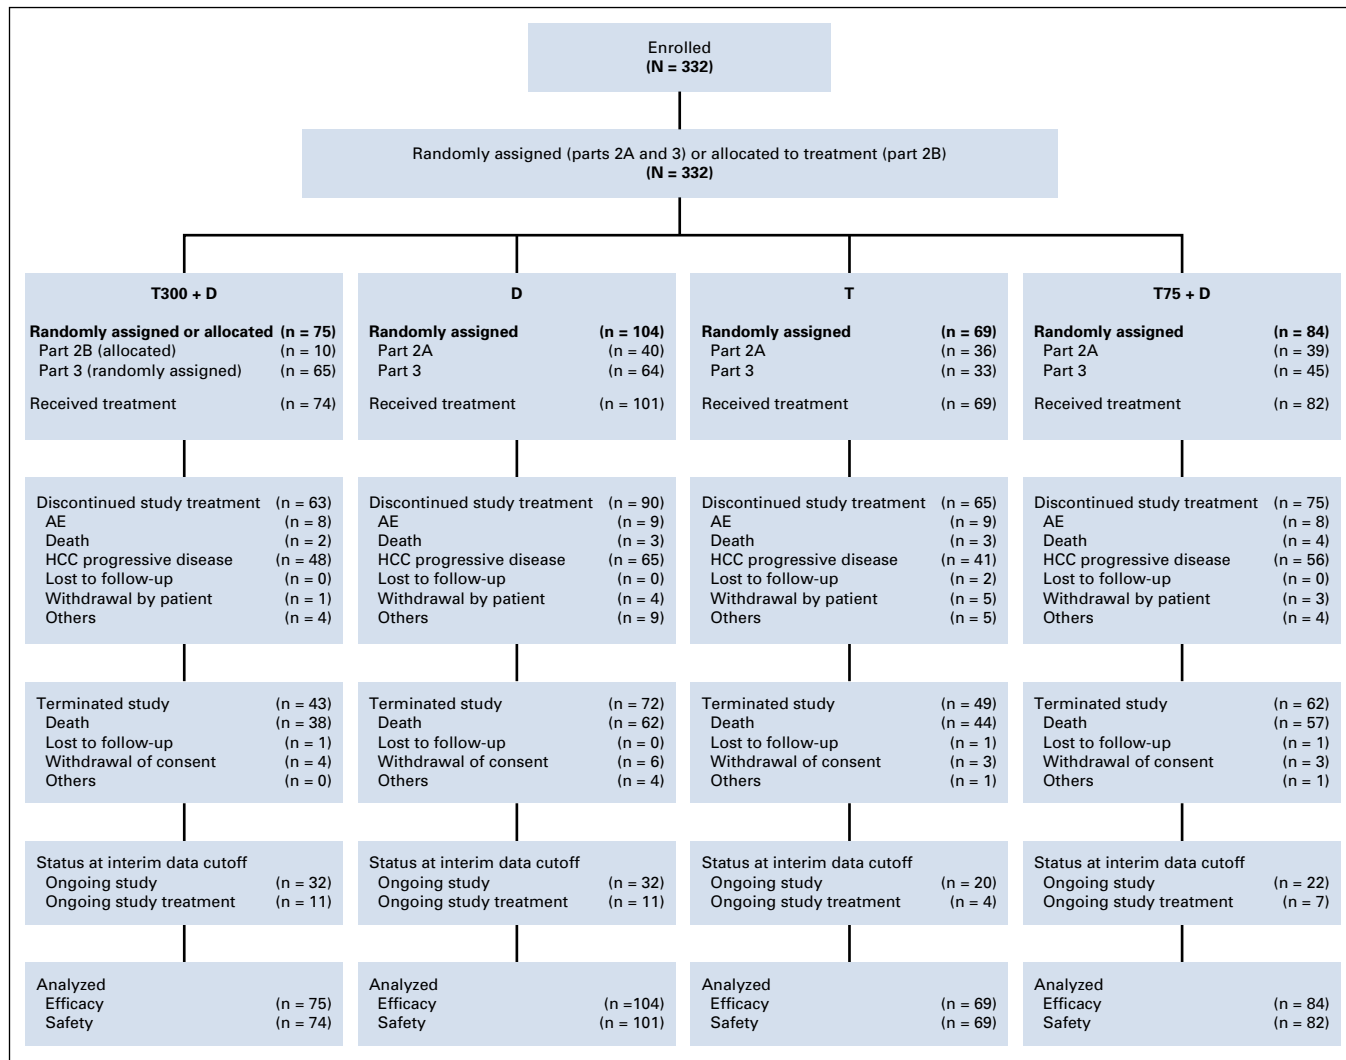 Enrolled
(N = 332)
Randomly assigned (parts 2A and 3) or allocated to treatment (part 2B)
(N = 332)
T300 + D
Randomly assigned or allocated (n = 75)
Part 2B (allocated) (n = 10)
Part 3 (randomly assigned) (n = 65)
Received treatment (n = 74)
Discontinued study treatment (n = 63)
AE (n = 8)
Death (n = 2)
HCC progressive disease (n = 48)
Lost to follow-up (n = 0)
Withdrawal by patient (n = 1)
Others (n = 4)
Terminated study (n = 43)
Death (n = 38)
Lost to follow-up (n = 1)
Withdrawal of consent (n = 4)
Others (n = 0)
Status at interim data cutoff
Ongoing study (n = 32)
Ongoing study treatment (n = 11)
Analyzed
Efficacy (n = 75)
Safety (n = 74)
D
Randomly assigned (n = 104)
Part 2A (n = 40)
Part 3 (n = 64)
Received treatment (n = 101)
Discontinued study treatment (n = 90)
AE (n = 9)
Death (n = 3)
HCC progressive disease (n = 65)
Lost to follow-up (n = 0)
Withdrawal by patient (n = 4)
Others (n = 9)
Terminated study (n = 72)
Death (n = 62)
Lost to follow-up (n = 0)
Withdrawal of consent (n = 6)
Others (n = 4)
Status at interim data cutoff
Ongoing study (n = 32)
Ongoing study treatment (n = 11)
Analyzed
Efficacy (n =104)
Safety (n = 101)
T
Randomly assigned (n = 69)
Part 2A (n = 36)
Part 3 (n = 33)
Received treatment (n = 69)
Discontinued study treatment (n = 65)
AE (n = 9)
Death (n = 3)
HCC progressive disease (n = 41)
Lost to follow-up (n = 2)
Withdrawal by patient (n = 5)
Others (n = 5)
Terminated study (n = 49)
Death (n = 44)
Lost to follow-up (n = 1)
Withdrawal of consent (n = 3)
Others (n = 1)
Status at interim data cutoff
Ongoing study (n = 20)
Ongoing study treatment (n = 4)
Analyzed
Efficacy (n = 69)
Safety (n = 69)
T75 + D
Randomly assigned (n = 84)
Part 2A (n = 39)
Part 3 (n = 45)
Received treatment (n = 82)
Discontinued study treatment (n = 75)
AE (n = 8)
Death (n = 4)
HCC progressive disease (n = 56)
Lost to follow-up (n = 0)
Withdrawal by patient (n = 3)
Others (n = 4)
Terminated study (n = 62)
Death (n = 57)
Lost to follow-up (n = 1)
Withdrawal of consent (n = 3)
Others (n = 1)
Status at interim data cutoff
Ongoing study (n = 22)
Ongoing study treatment (n = 7)
Analyzed
Efficacy (n = 84)
Safety (n = 82)